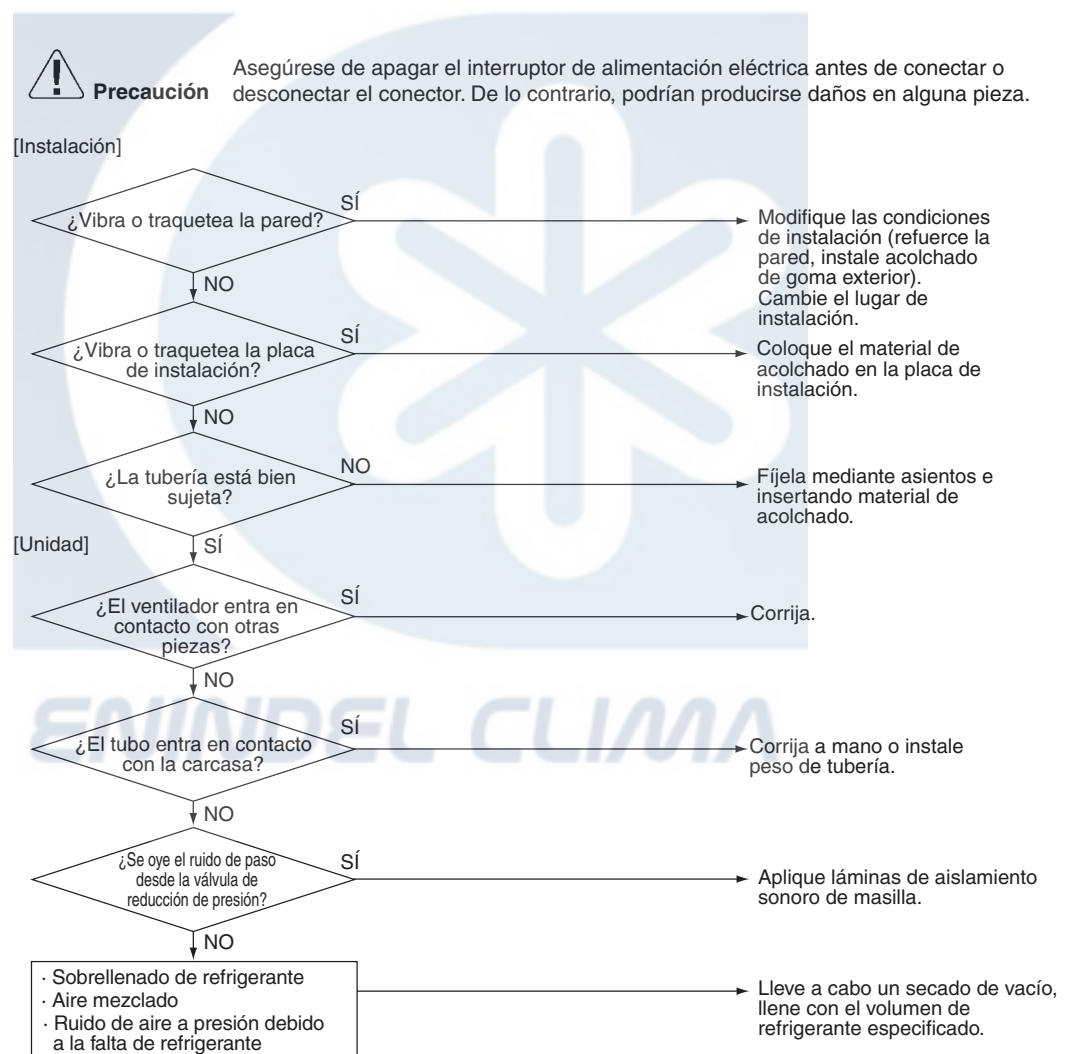 Precaución
Asegúrese de apagar el interruptor de alimentación eléctrica antes de conectar o
desconectar el conector. De lo contrario, podrían producirse daños en alguna pieza.
[Instalación]
¿Vibra o traquetea la pared?
SÍ
Modifique las condiciones
de instalación (refuerce la
pared, instale acolchado
de goma exterior).
Cambie el lugar de
instalación.
NO
¿Vibra o traquetea la placa
de instalación?
SÍ
Coloque el material de
acolchado en la placa de
instalación.
NO
¿La tubería está bien
sujeta?
NO
Fíjela mediante asientos e
insertando material de
acolchado.
[Unidad]
SÍ
¿El ventilador entra en
contacto con otras
piezas?
SÍ
Corrija.
NO
ENINDEL CLIMA
¿El tubo entra en contacto
con la carcasa?
SÍ
Corrija a mano o instale
peso de tubería.
NO
¿Se oye el ruido de paso
desde la válvula de
reducción de presión?
SÍ
Aplique láminas de aislamiento
sonoro de masilla.
NO
· Sobrellenado de refrigerante
· Aire mezclado
· Ruido de aire a presión debido
a la falta de refrigerante
Lleve a cabo un secado de vacío,
llene con el volumen de
refrigerante especificado.